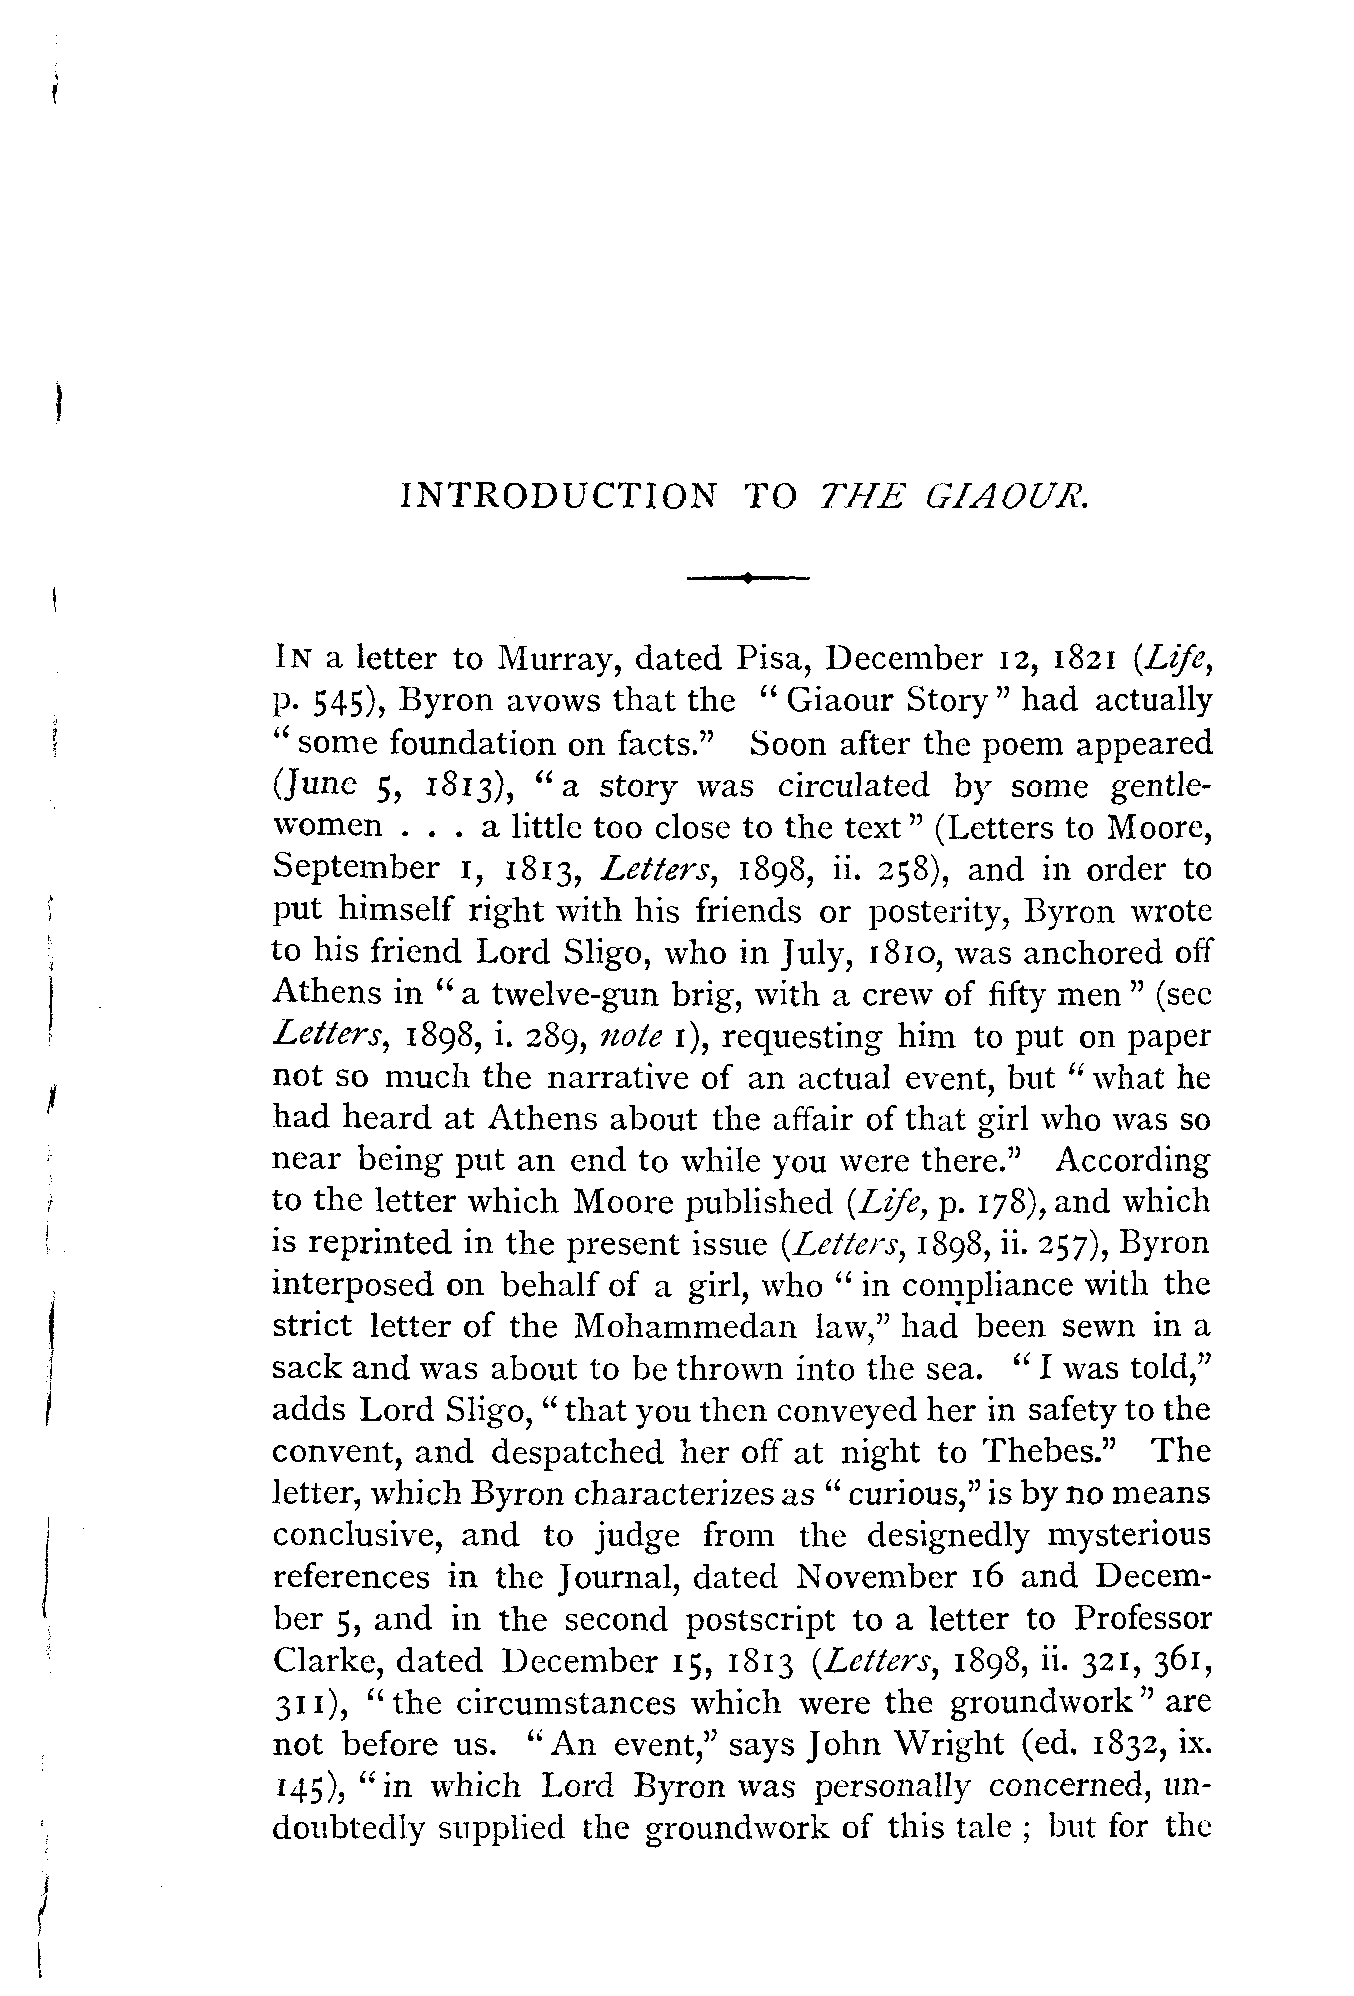 INTRODUCTION TO THE GIAOUR.
IN a letter to Murray, dated Pisa, December 12, 1821 (Life,
p. 545), Byron avows that the “Giaour Story” had actually
“some foundation on facts.” Soon after the poem appeared
(June 5, 1813), “a story was circulated by some gentle-
women . . . a little too close to the text” (Letters to Moore,
September 1, 1813, Letters, 1898, ii. 258), and in order to
put himself right with his friends or posterity, Byron wrote
to his friend Lord Sligo, who in July, 1810, was anchored off
Athens in “a twelve-gun brig, with a crew of fifty men” (see
Letters, 1898, i. 289, note 1), requesting him to put on paper
not so much the narrative of an actual event, but “what he
had heard at Athens about the affair of that girl who was so
near being put an end to while you were there.” According
to the letter which Moore published (Life, p. 178), and which
is reprinted in the present issue (Letters, 1898, ii. 257), Byron
interposed on behalf of a girl, who “in compliance with the
strict letter of the Mohammedan law,” had been sewn in a
sack and was about to be thrown into the sea. “I was told,”
adds Lord Sligo, “that you then conveyed her in safety to the
convent, and despatched her off at night to Thebes.” The
letter, which Byron characterizes as “curious,” is by no means
conclusive, and to judge from the designedly mysterious
references in the Journal, dated November 16 and Decem-
ber 5, and in the second postscript to a letter to Professor
Clarke, dated December 15, 1813 (Letters, 1898, ii. 321, 361,
311), “the circumstances which were the groundwork” are
not before us. “An event,” says John Wright (ed. 1832, ix.
145), “in which Lord Byron was personally concerned, un-
doubtedly supplied the groundwork of this tale ; but for the